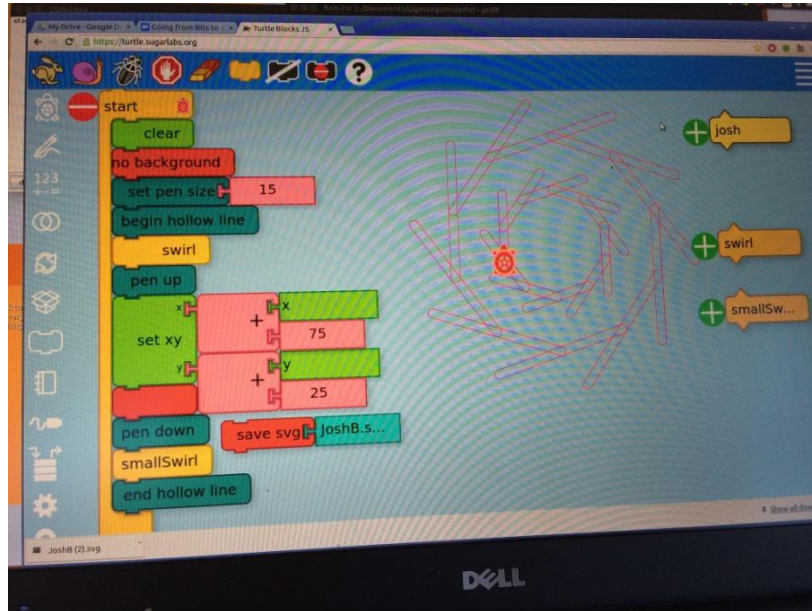 My Drive - Google D
Going from Bits to
Turtle Blocks JS
https://turtle.sugarlabs.org
start
josh
clear
no background
set pen size 15
begin hollow line
swirl
swirl
pen up
smallSw...
x x
+
75
set xy
y y
+
25
pen down
save svg JoshB.s...
smallSwirl
end hollow line
Show all dow
JoshB (2).svg
DELL